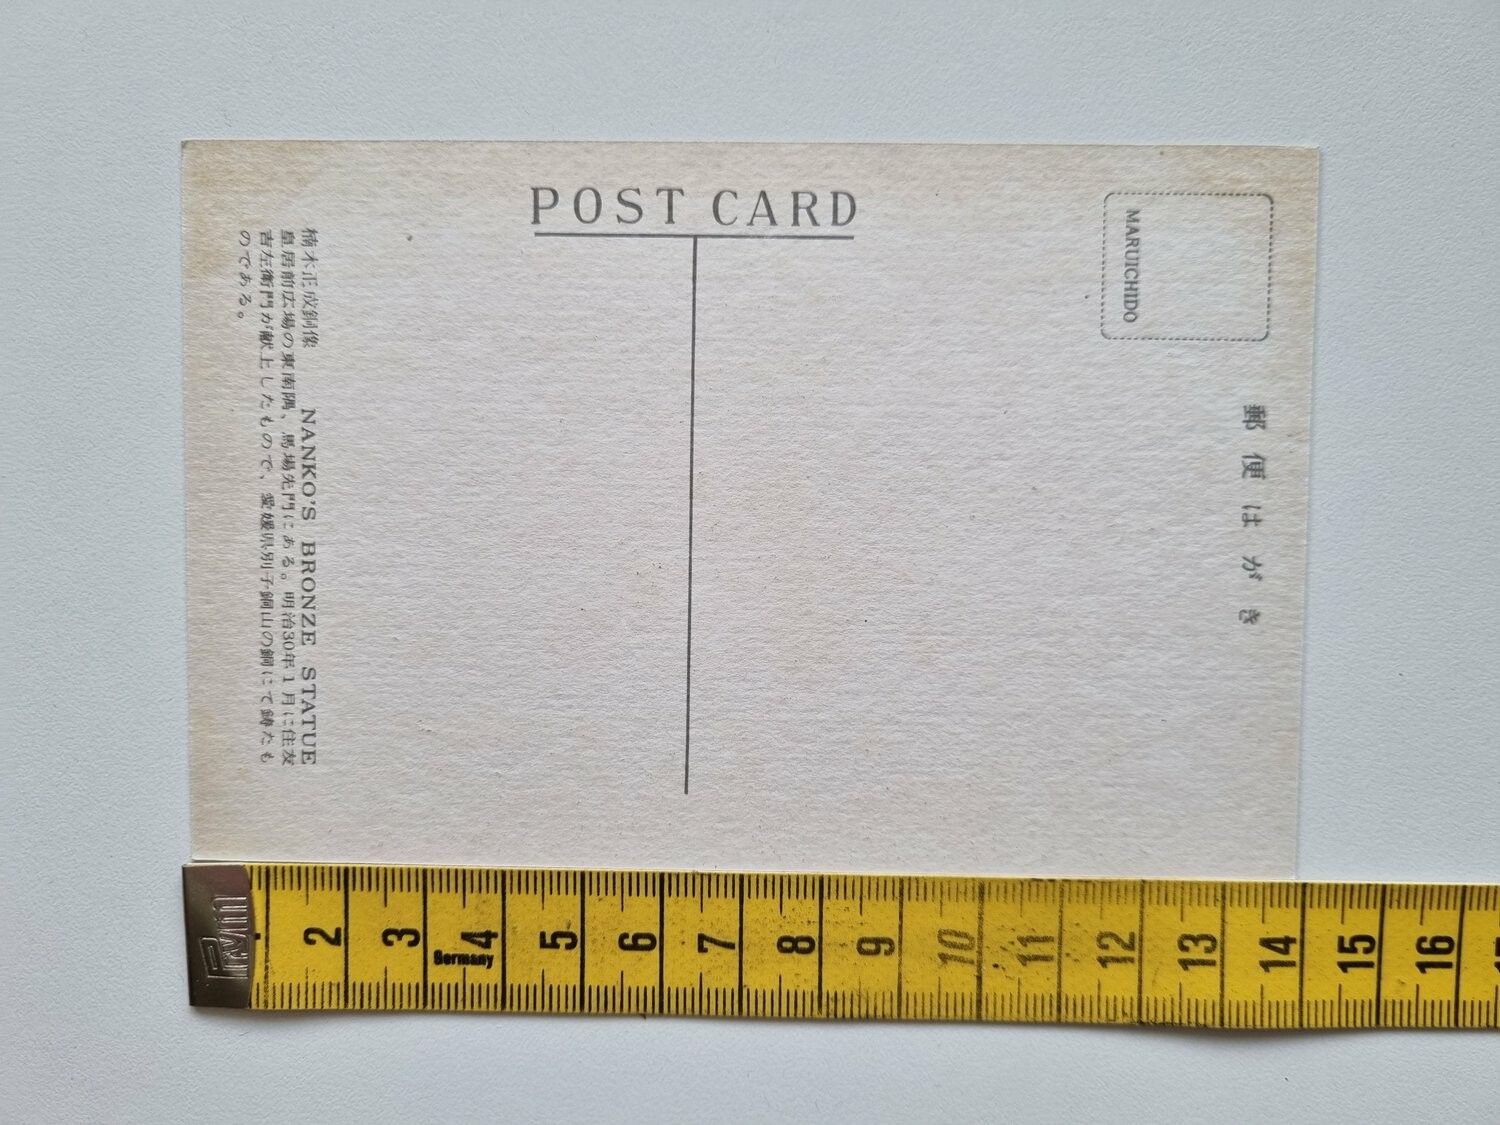 POST CARD
MARUICHIDO
郵便はがき
楠木正成銅像 NANKO'S BRONZE STATUE
皇居前広場の東南隅、馬場先門にある。明治30年1月に住友
吉左衛門が献上したもので、愛媛県別子銅山の銅にて鋳たも
のである。
Prym
2 3 4 5 6 7 8 9 10 11 12 13 14 15 16
Germany